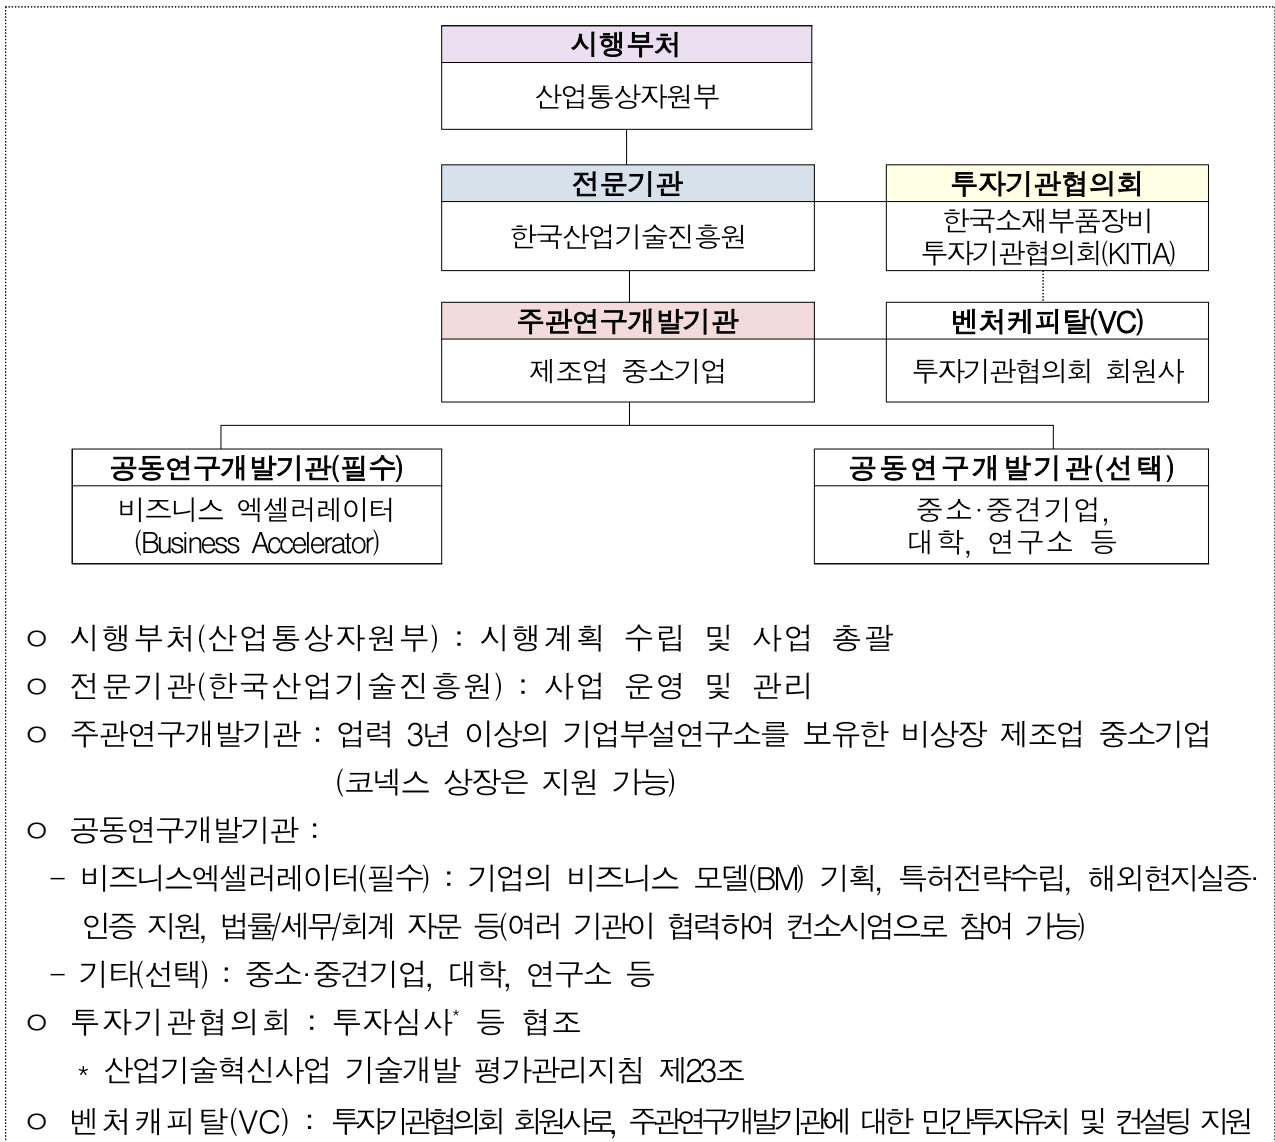 시행부처
산업통상자원부
전문기관
한국산업기술진흥원
투자기관협의회
한국소재부품장비
투자기관협의회(KITIA)
주관연구개발기관
제조업 중소기업
벤처케피탈(VC)
투자기관협의회 회원사
공동연구개발기관(필수)
비즈니스 엑셀러레이터
(Business Accelerator)
공동연구개발기관(선택)
중소·중견기업,
대학, 연구소 등
ㅇ 시행부처(산업통상자원부) : 시행계획 수립 및 사업 총괄
ㅇ 전문기관(한국산업기술진흥원) : 사업 운영 및 관리
ㅇ 주관연구개발기관 : 업력 3년 이상의 기업부설연구소를 보유한 비상장 제조업 중소기업
(코넥스 상장은 지원 가능)
ㅇ 공동연구개발기관 :
- 비즈니스엑셀러레이터(필수) : 기업의 비즈니스 모델(BM) 기획, 특허전략수립, 해외현지실증·
인증 지원, 법률/세무/회계 자문 등(여러 기관이 협력하여 컨소시엄으로 참여 가능)
- 기타(선택) : 중소·중견기업, 대학, 연구소 등
ㅇ 투자기관협의회 : 투자심사* 등 협조
* 산업기술혁신사업 기술개발 평가관리지침 제23조
ㅇ 벤처캐피탈(VC) : 투자기관협의회 회원사로, 주관연구개발기관에 대한 민간투자유치 및 컨설팅 지원